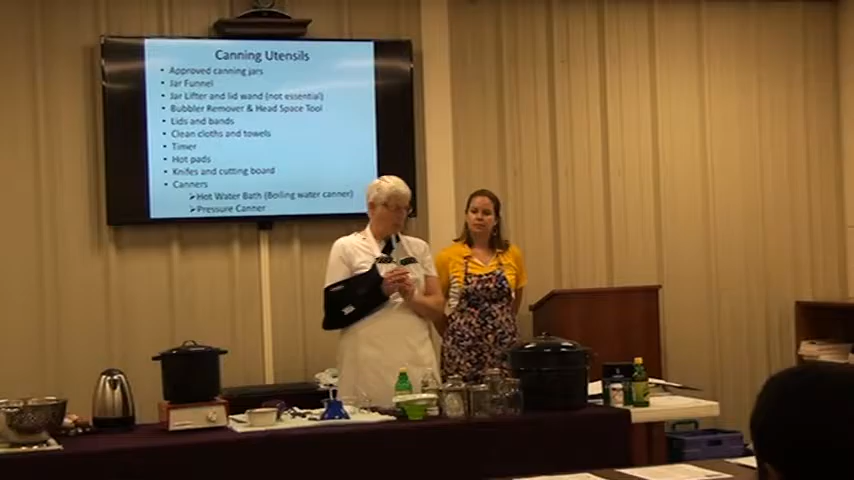 Canning Utensils
• Approved canning jars
• Jar Funnel
• Jar Lifter and lid wand (not essential)
• Bubbler Remover & Head Space Tool
• Lids and bands
• Clean cloths and towels
• Timer
• Hot pads
• Knifes and cutting board
• Canners
➢Hot Water Bath (Boiling water canner)
➢Pressure Canner